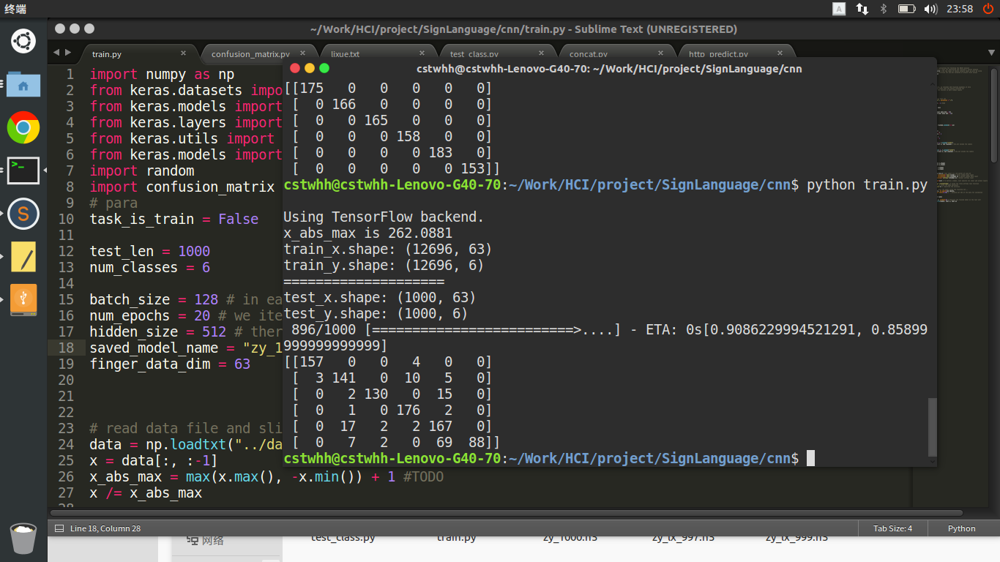 终端
A
23:58
~/Work/HCI/project/SignLanguage/cnn/train.py - Sublime Text (UNREGISTERED)
train.py × confusion_matrix.py × lixue.txt × test_class.py × concat.py × http_predict.py ×
cstwhh@cstwhh-Lenovo-G40-70: ~/Work/HCI/project/SignLanguage/cnn
1 import numpy as np
2 from keras.datasets impo
3 from keras.models import
4 from keras.layers import
5 from keras.utils import
6 from keras.models import
7 import random
8 import confusion_matrix
9 # para
10 task_is_train = False
11
12 test_len = 1000
13 num_classes = 6
14
15 batch_size = 128 # in ea
16 num_epochs = 20 # we ite
17 hidden_size = 512 # ther
18 saved_model_name = "zy_1
19 finger_data_dim = 63
20
21
22
23 # read data file and sli
24 data = np.loadtxt("../da
25 x = data[:, :-1]
26 x_abs_max = max(x.max(), -x.min()) + 1 #TODO
27 x /= x_abs_max
28
[[175   0   0   0   0   0]
 [  0 166   0   0   0   0]
 [  0   0 165   0   0   0]
 [  0   0   0 158   0   0]
 [  0   0   0   0 183   0]
 [  0   0   0   0   0 153]]
cstwhh@cstwhh-Lenovo-G40-70:~/Work/HCI/project/SignLanguage/cnn$ python train.py
Using TensorFlow backend.
x_abs_max is 262.0881
train_x.shape: (12696, 63)
train_y.shape: (12696, 6)
====================
test_x.shape: (1000, 63)
test_y.shape: (1000, 6)
 896/1000 [=========================>....] - ETA: 0s[0.9086229994521291, 0.85899
999999999999]
[[157   0   0   4   0   0]
 [  3 141   0  10   5   0]
 [  0   2 130   0  15   0]
 [  0   1   0 176   2   0]
 [  0  17   2   2 167   0]
 [  0   7   2   0  69  88]]
cstwhh@cstwhh-Lenovo-G40-70:~/Work/HCI/project/SignLanguage/cnn$
Line 18, Column 28
Tab Size: 4
Python
网络
test_class.py train.py zy_1000.h5 zy_lx_997.h5 zy_lx_999.h5